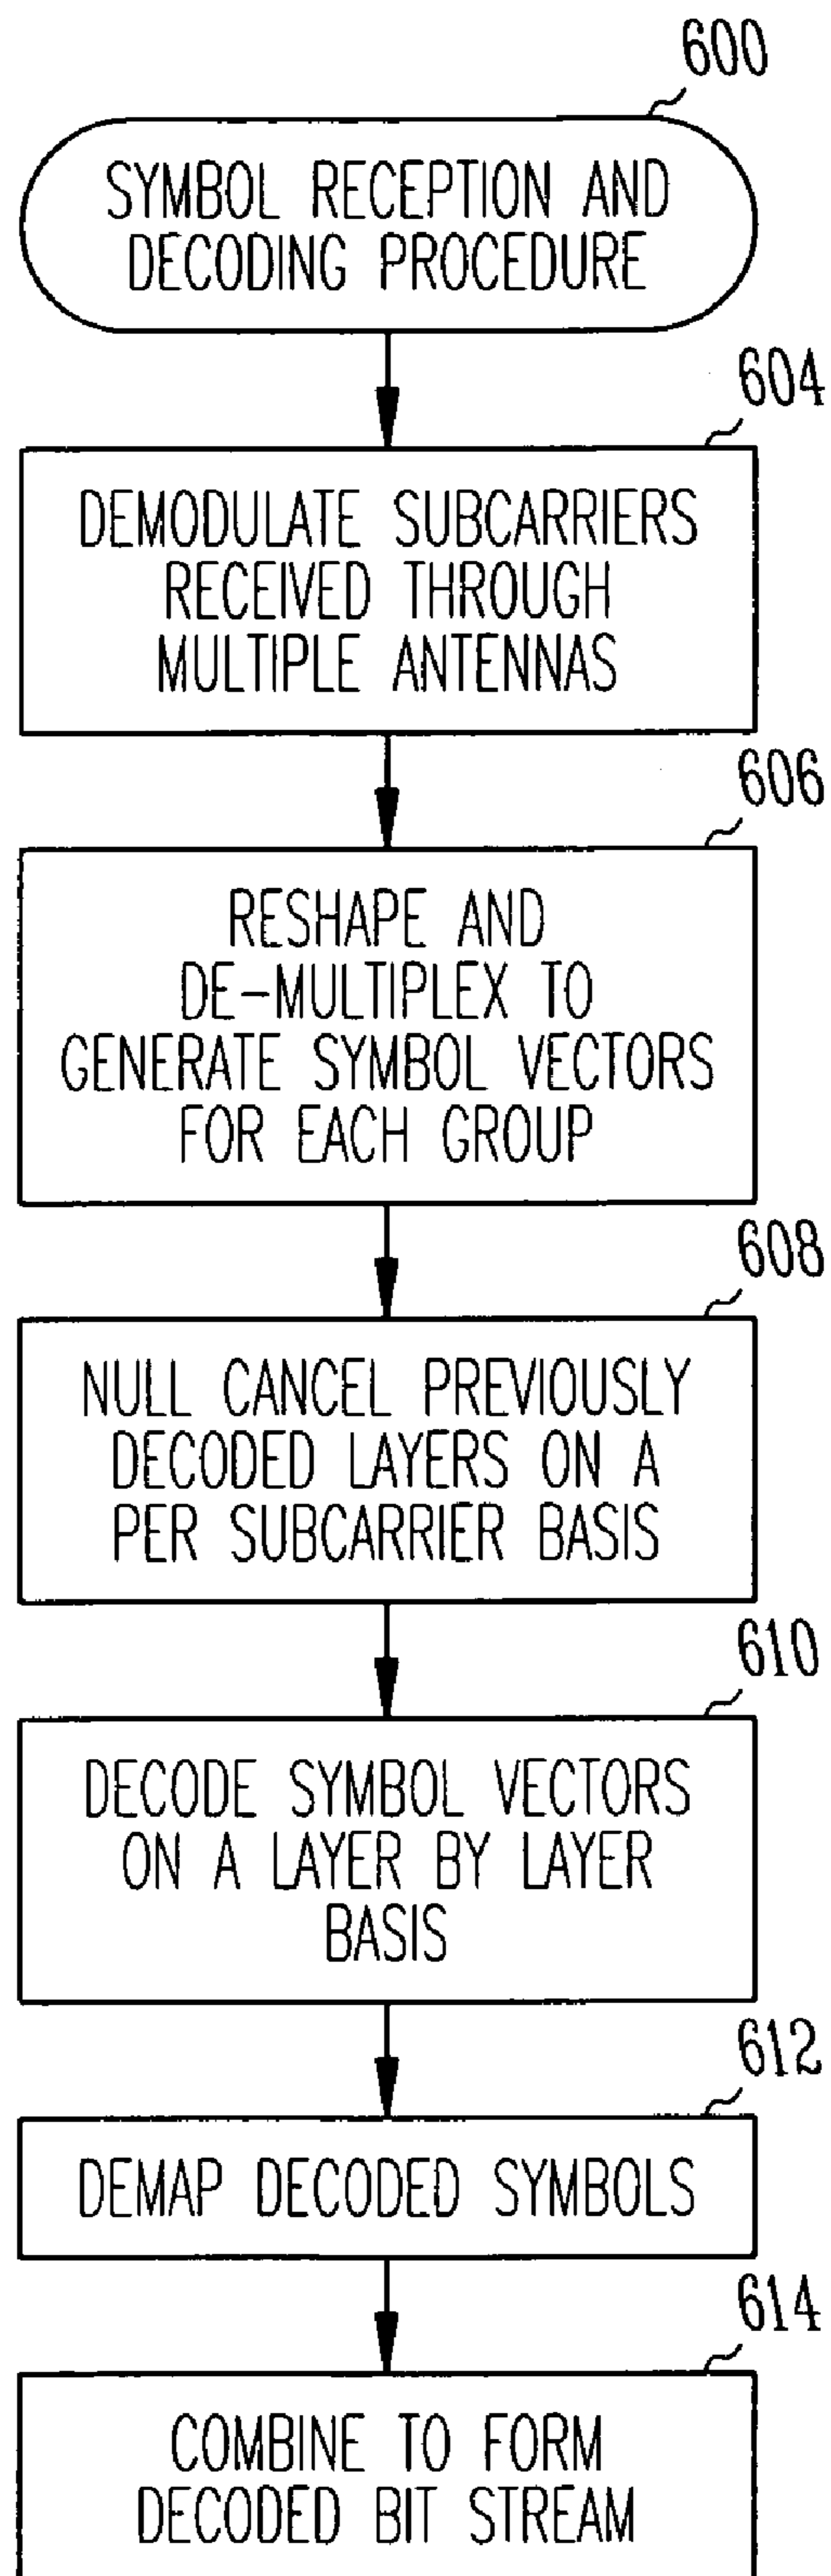 600
SYMBOL RECEPTION AND
DECODING PROCEDURE
604
DEMODULATE SUBCARRIERS
RECEIVED THROUGH
MULTIPLE ANTENNAS
606
RESHAPE AND
DE-MULTIPLEX TO
GENERATE SYMBOL VECTORS
FOR EACH GROUP
608
NULL CANCEL PREVIOUSLY
DECODED LAYERS ON A
PER SUBCARRIER BASIS
610
DECODE SYMBOL VECTORS
ON A LAYER BY LAYER
BASIS
612
DEMAP DECODED SYMBOLS
614
COMBINE TO FORM
DECODED BIT STREAM